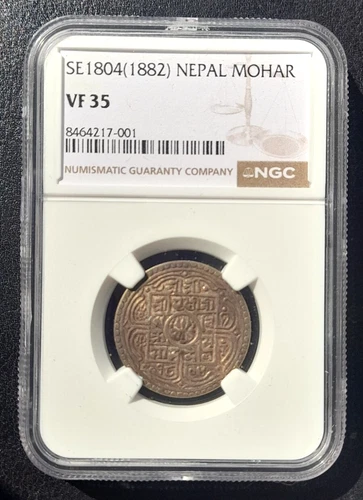 SE1804(1882) NEPAL MOHAR
VF 35
8464217-001
NUMISMATIC GUARANTY COMPANY
NGC